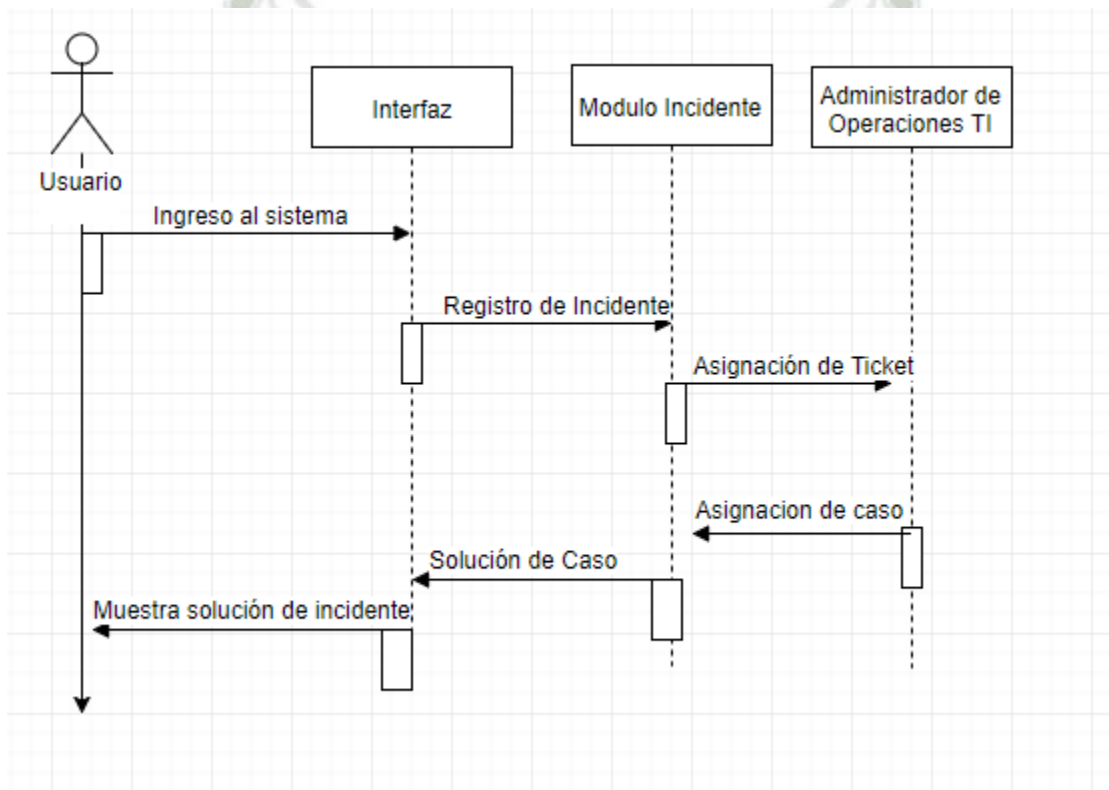 Interfaz
Modulo Incidente
Administrador de
Operaciones TI
Usuario
Ingreso al sistema
Registro de Incidente
Asignación de Ticket
Asignacion de caso
Solución de Caso
Muestra solución de incidente